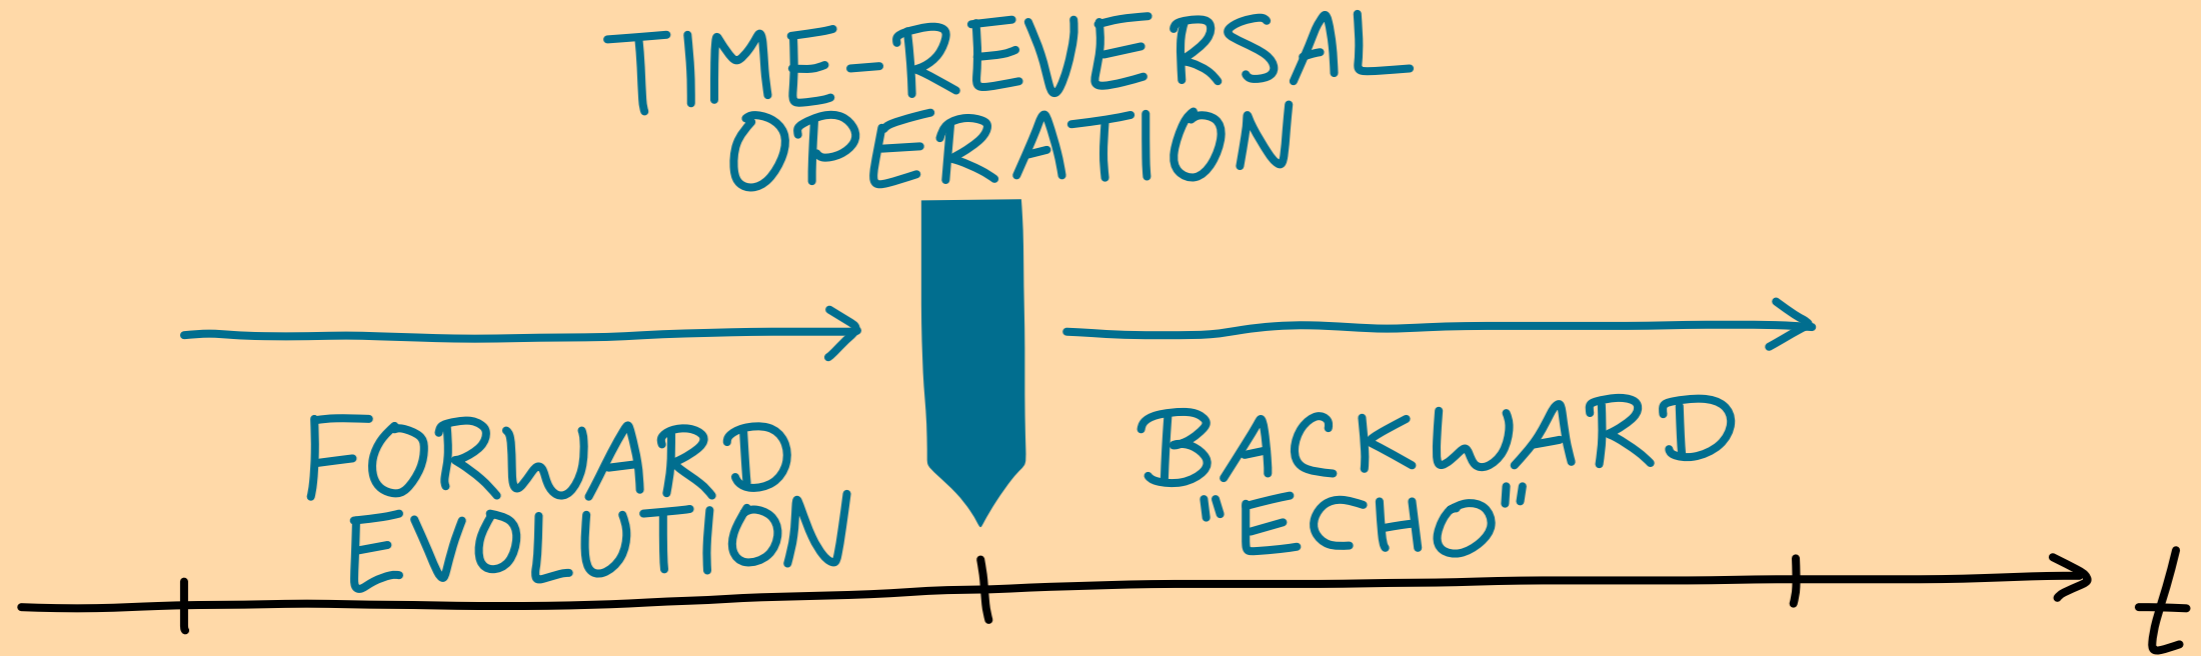 TIME-REVERSAL
OPERATION
FORWARD
EVOLUTION
BACKWARD
"ECHO"
t